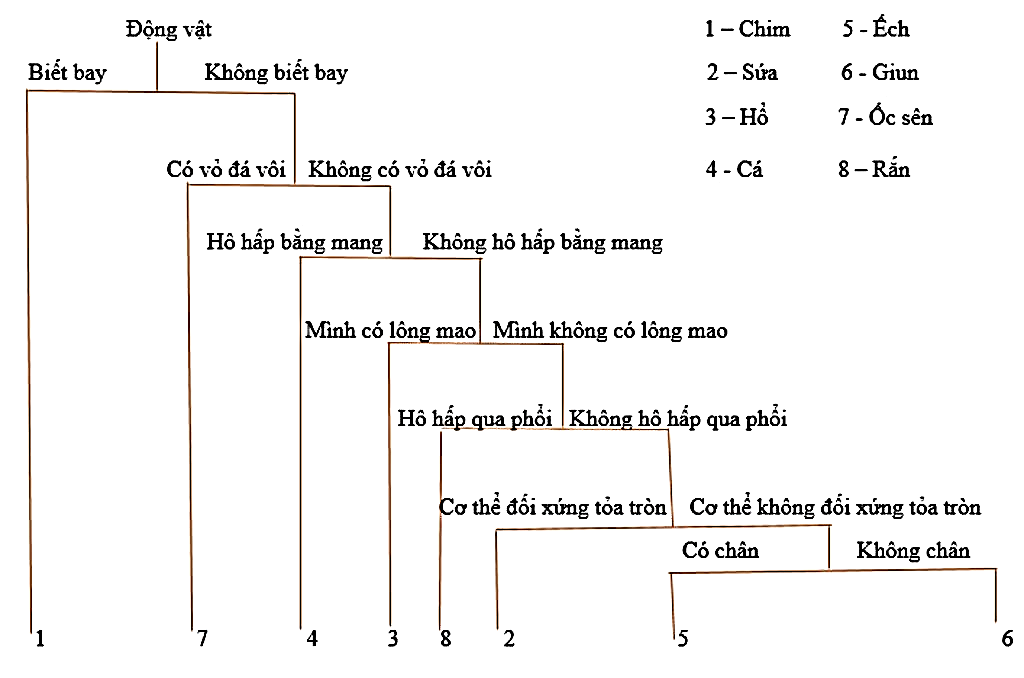 Động vật
Biết bay
Không biết bay
Có vỏ đá vôi
Không có vỏ đá vôi
Hô hấp bằng mang
Không hô hấp bằng mang
Mình có lông mao
Mình không có lông mao
Hô hấp qua phổi
Không hô hấp qua phổi
Cơ thể đối xứng tỏa tròn
Cơ thể không đối xứng tỏa tròn
Có chân
Không chân
1
7
4
3
8
2
5
6
1 – Chim
5 - Ếch
2 – Sứa
6 - Giun
3 – Hổ
7 - Ốc sên
4 - Cá
8 – Rắn